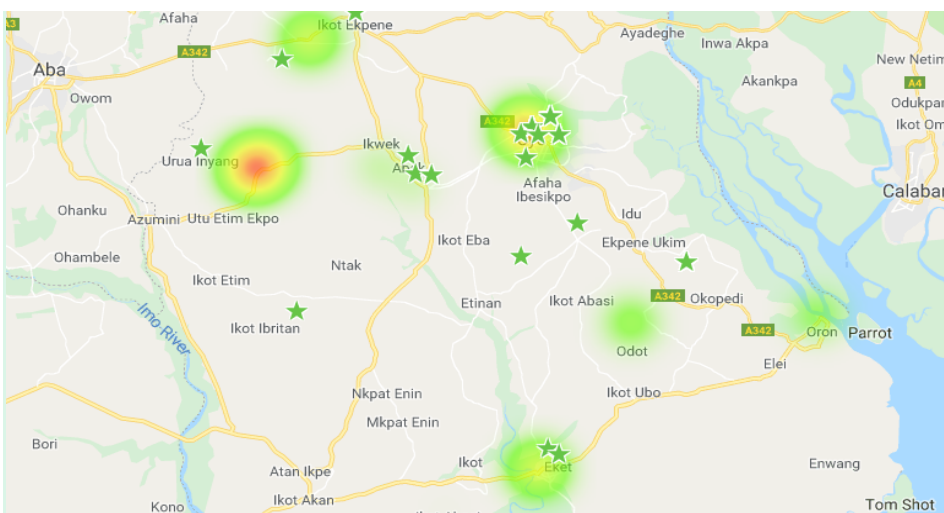 Afaha
Ikot Ekpene
Ayadeghe
Inwa Akpa
A3
A342
New Netim
Aba
Akankpa
A4
Owom
Odukpan
A342
Ikot Om
Ikwek
Urua Inyang
Afaha
Ibesikpo
Calabar
Ohanku
Azumini
Utu Etim Ekpo
Idu
Ikot Eba
Ekpene Ukim
Ohambele
Ntak
Ikot Etim
Etinan
Ikot Abasi
A342
Okopedi
Imo River
Ikot Ibritan
A342
Oron
Parrot
Odot
Elei
Nkpat Enin
Ikot Ubo
Mkpat Enin
Bori
Ikot
Eket
Enwang
Atan Ikpe
Ikot Akan
Kono
Tom Shot